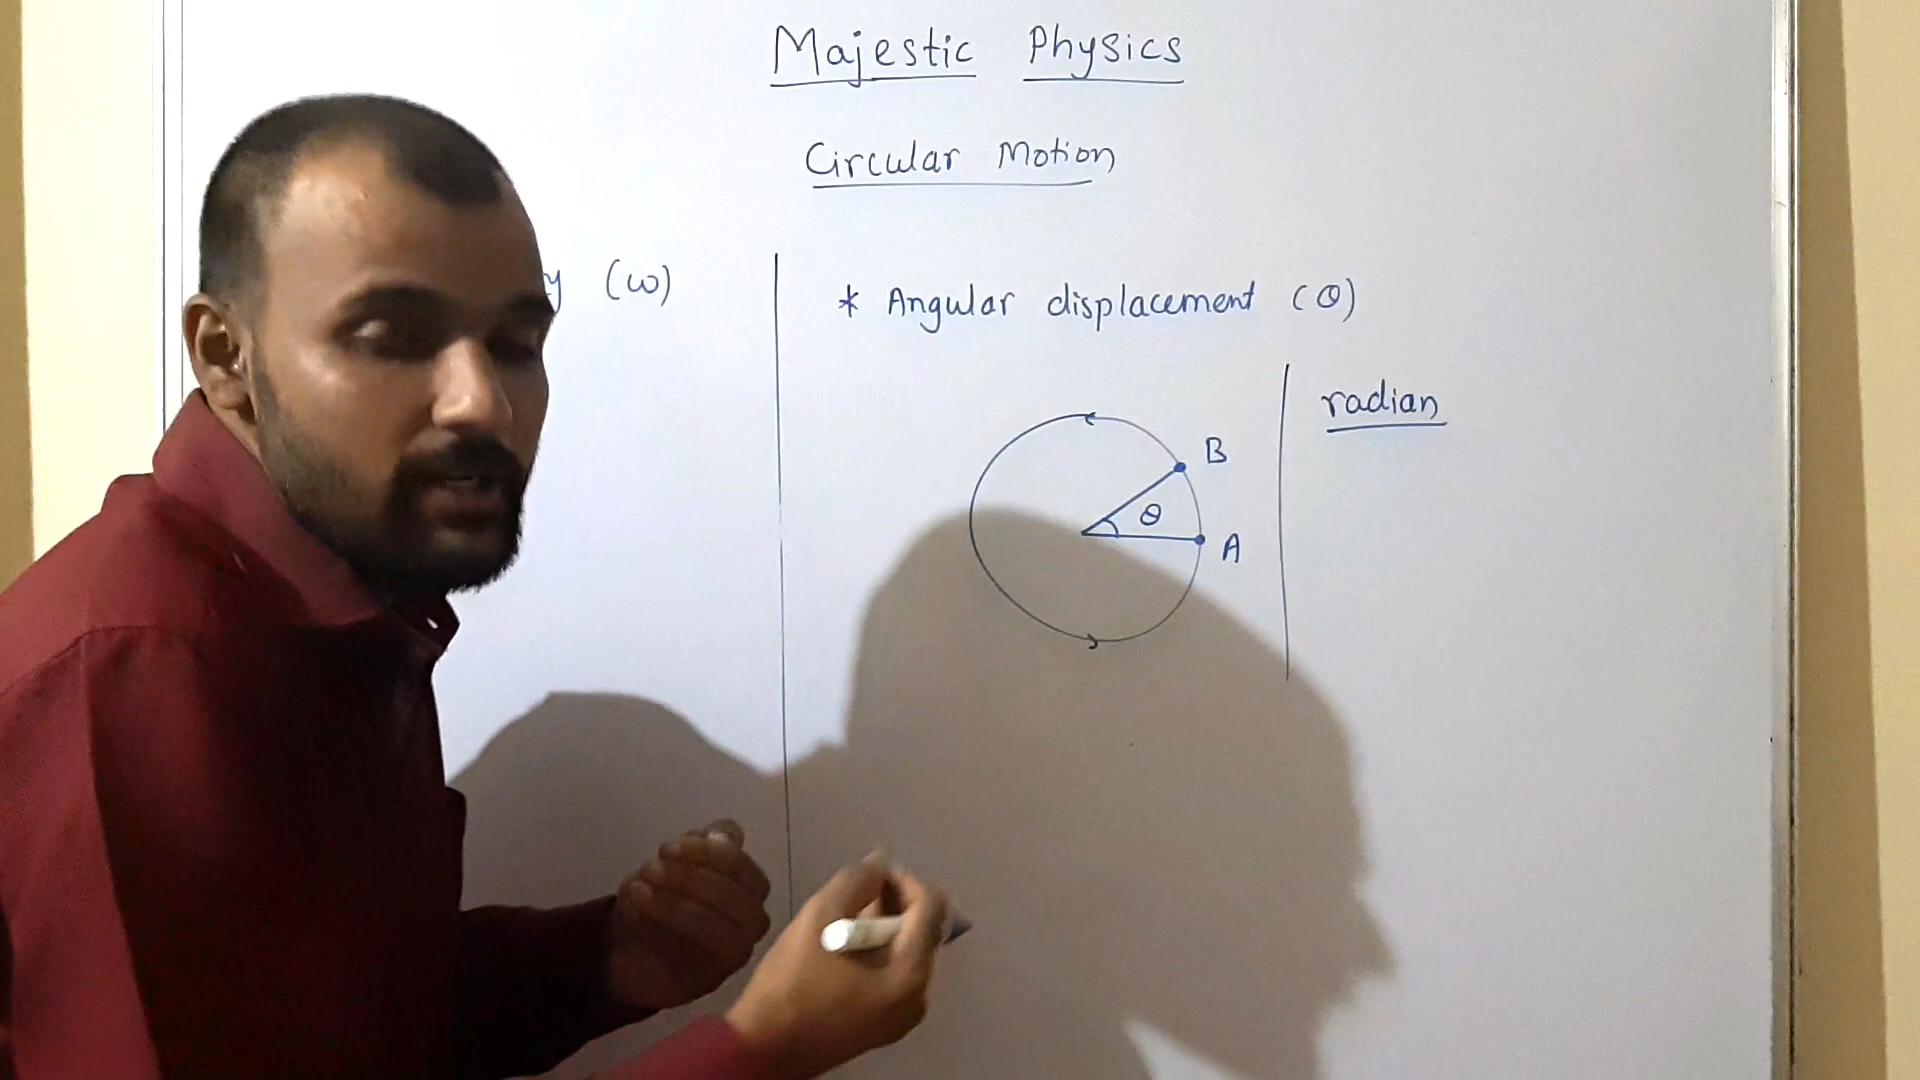 Majestic Physics
Circular Motion
y (ω)
* Angular displacement (θ)
radian
B
θ
A